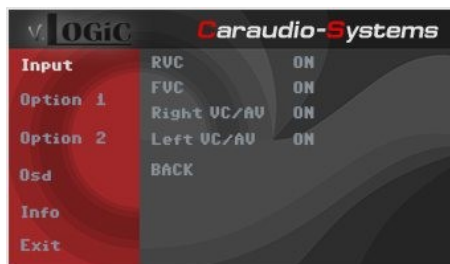 v.LOGiC Caraudio-Systems
Input RVC ON
FVC ON
Option 1 Right VC/AV ON
Option 2 Left VC/AV ON
Osd BACK
Info
Exit